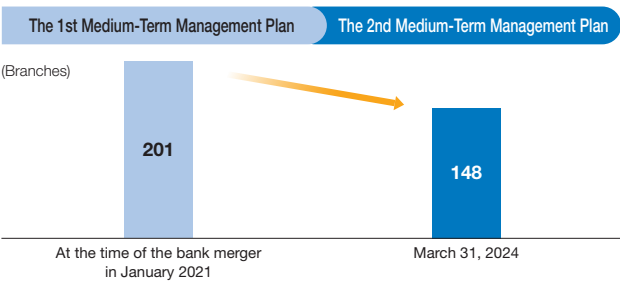 The 1st Medium-Term Management Plan
The 2nd Medium-Term Management Plan
(Branches)
201
148
At the time of the bank merger
in January 2021
March 31, 2024